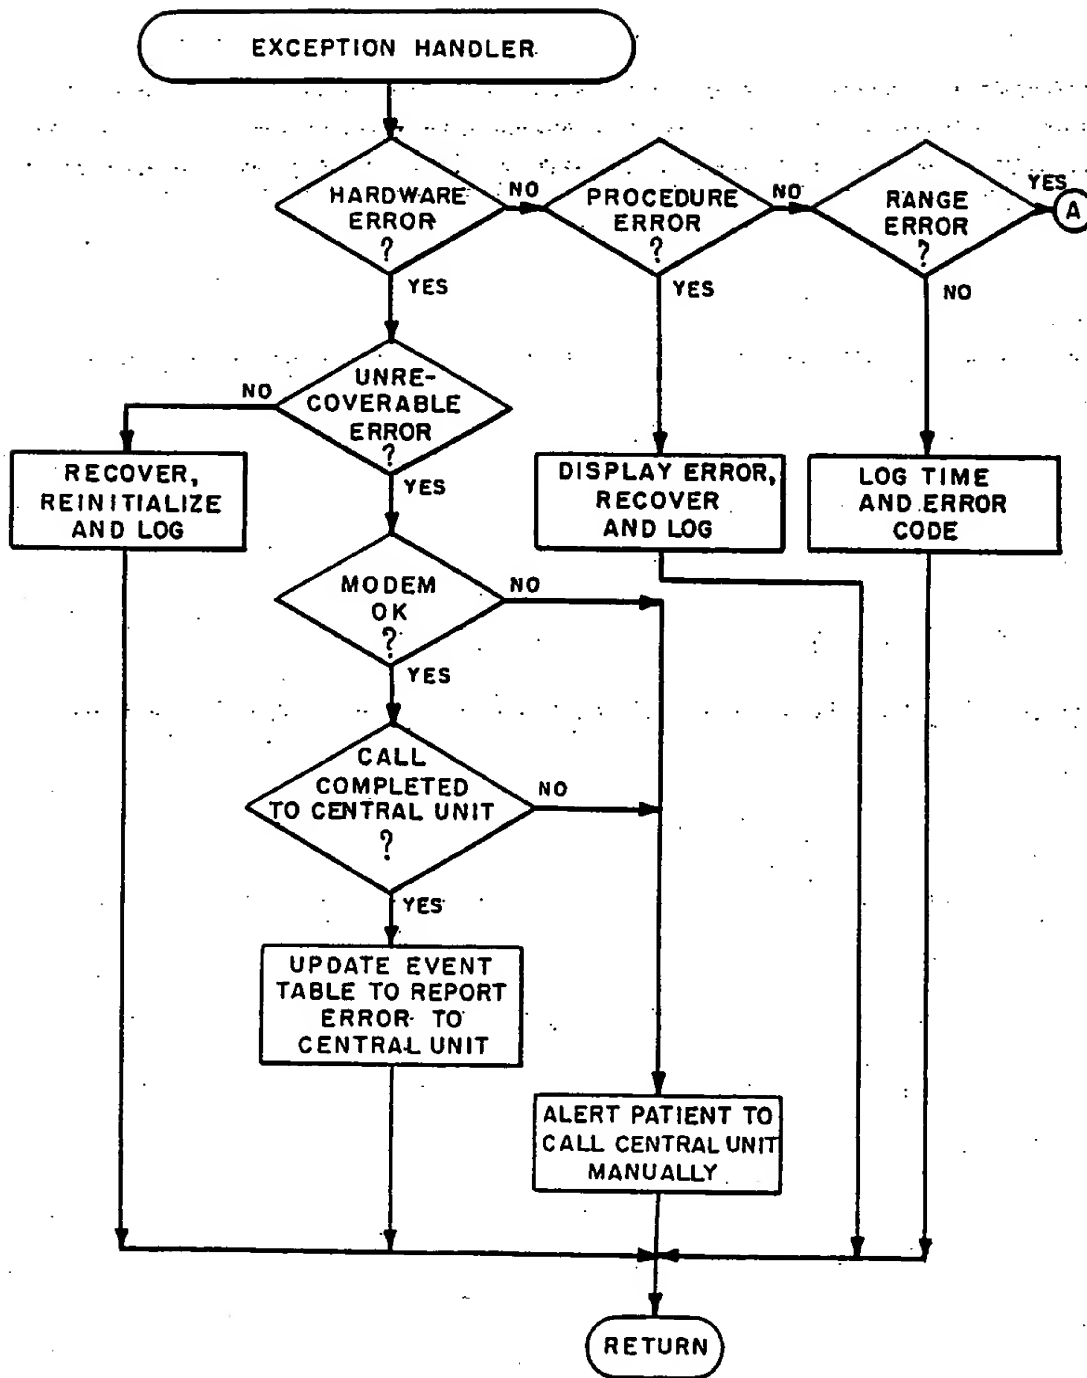 EXCEPTION HANDLER
HARDWARE
ERROR
?
NO
YES
PROCEDURE
ERROR
?
NO
YES
RANGE
ERROR
?
YES
A
NO
UNRE-
COVERABLE
ERROR
?
NO
YES
RECOVER,
REINITIALIZE
AND LOG
DISPLAY ERROR,
RECOVER
AND LOG
LOG TIME
AND ERROR
CODE
MODEM
OK
?
NO
YES
CALL
COMPLETED
TO CENTRAL UNIT
?
NO
YES
UPDATE EVENT
TABLE TO REPORT
ERROR TO
CENTRAL UNIT
ALERT PATIENT TO
CALL CENTRAL UNIT
MANUALLY
RETURN